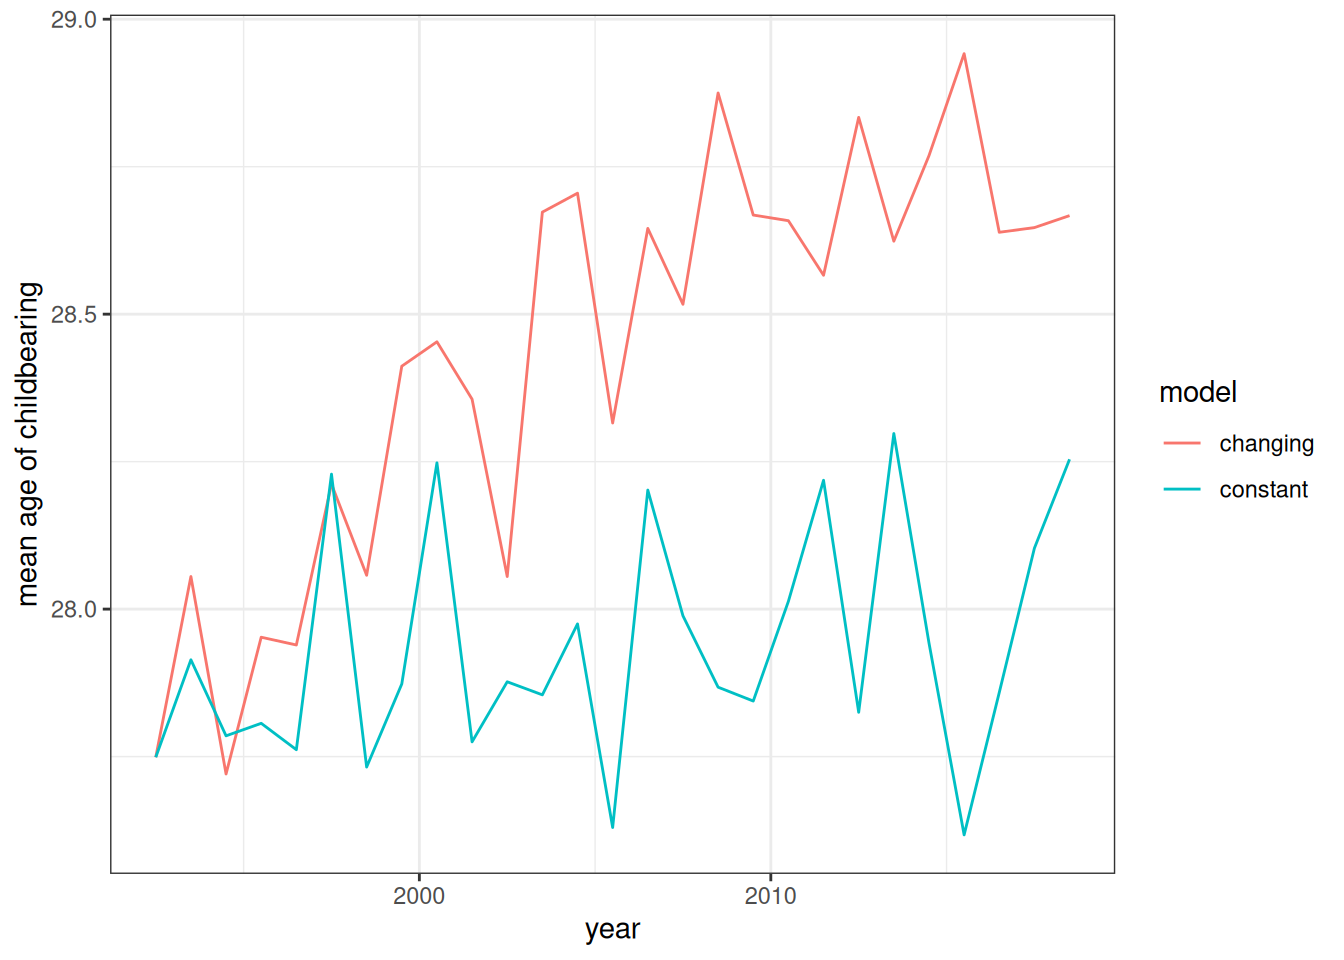 29.0
28.5
28.0
mean age of childbearing
2000
2010
year
model
changing
constant